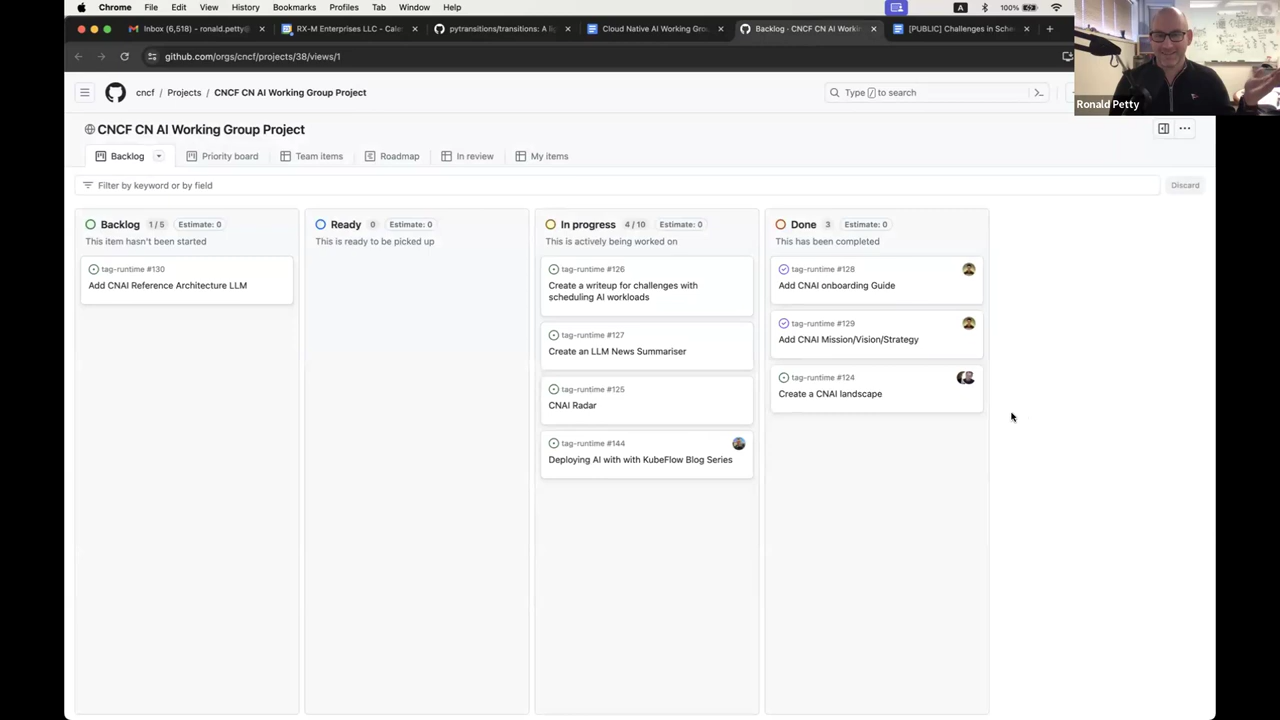 Chrome File Edit View History Bookmarks Profiles Tab Window Help A 100%
Inbox (6,518) - ronald.petty@
RX-M Enterprises LLC - Calen
pytransitions/transitions: A li
Cloud Native AI Working Gro
Backlog · CNCF CN AI Workin
[PUBLIC] Challenges in Sche
github.com/orgs/cncf/projects/38/views/1
cncf / Projects / CNCF CN AI Working Group Project
Type / to search
Ronald Petty
CNCF CN AI Working Group Project
Backlog Priority board Team items Roadmap In review My items
Filter by keyword or by field
Discard
Backlog 1 / 5 Estimate: 0
This item hasn't been started
tag-runtime #130
Add CNAI Reference Architecture LLM
Ready 0 Estimate: 0
This is ready to be picked up
In progress 4 / 10 Estimate: 0
This is actively being worked on
tag-runtime #126
Create a writeup for challenges with
scheduling AI workloads
tag-runtime #127
Create an LLM News Summariser
tag-runtime #125
CNAI Radar
tag-runtime #144
Deploying AI with with KubeFlow Blog Series
Done 3 Estimate: 0
This has been completed
tag-runtime #128
Add CNAI onboarding Guide
tag-runtime #129
Add CNAI Mission/Vision/Strategy
tag-runtime #124
Create a CNAI landscape